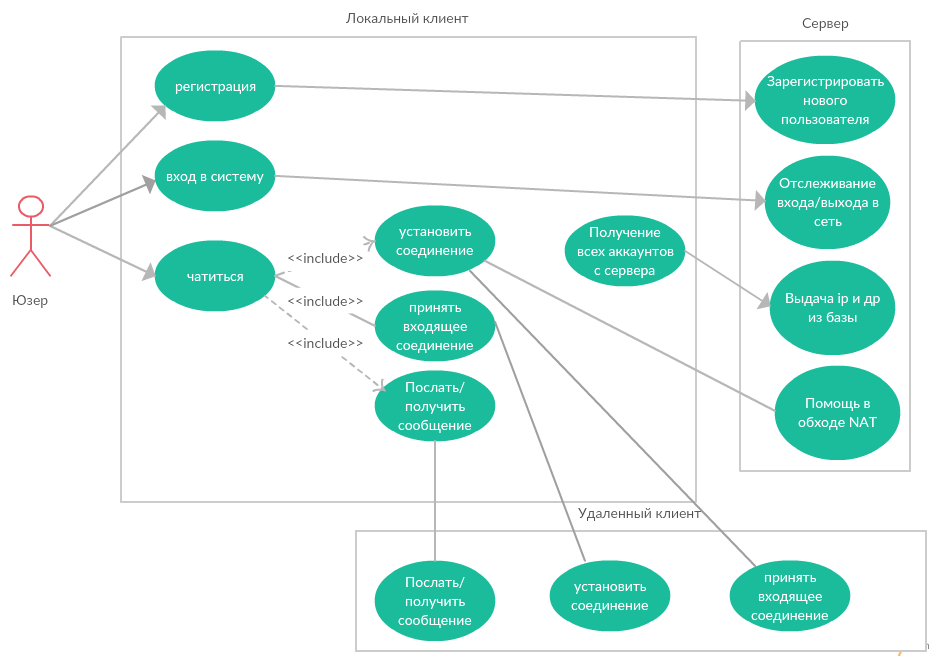 Локальный клиент
Сервер
регистрация
Зарегистрировать
нового
пользователя
вход в систему
Отслеживание
входа/выхода в
сеть
Юзер
чатиться
<<include>>
<<include>>
<<include>>
установить
соединение
принять
входящее
соединение
Послать/
получить
сообщение
Получение
всех аккаунтов
с сервера
Выдача ip и др
из базы
Помощь в
обходе NAT
Удаленный клиент
Послать/
получить
сообщение
установить
соединение
принять
входящее
соединение